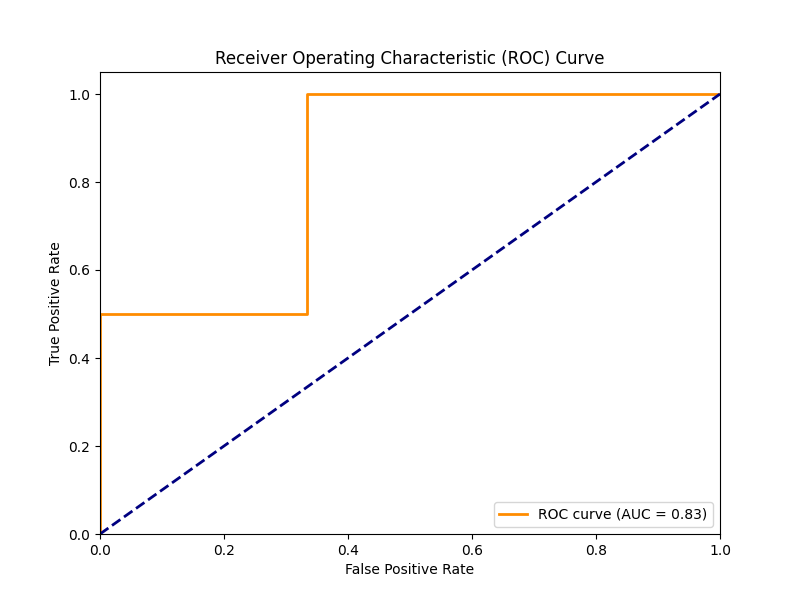 Receiver Operating Characteristic (ROC) Curve
1.0
0.8
0.6
0.4
0.2
0.0
True Positive Rate
0.0 0.2 0.4 0.6 0.8 1.0
False Positive Rate
ROC curve (AUC = 0.83)